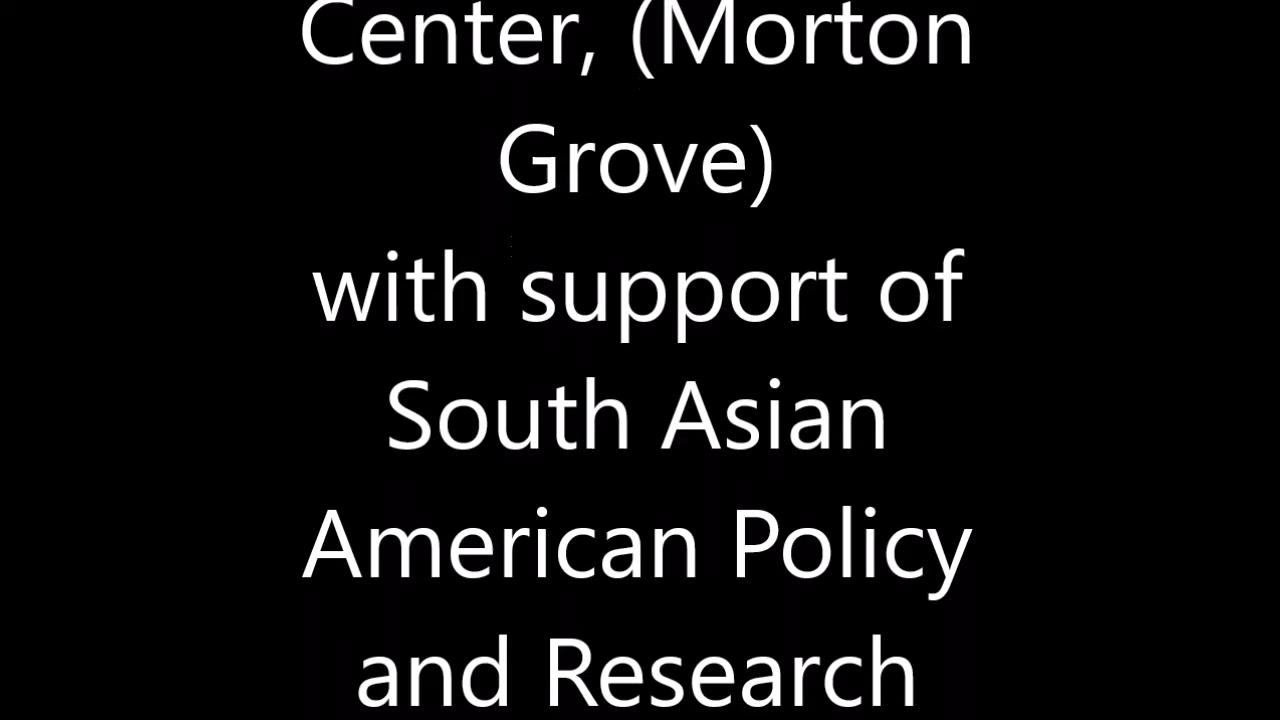 Center, (Morton
Grove)
with support of
South Asian
American Policy
and Research